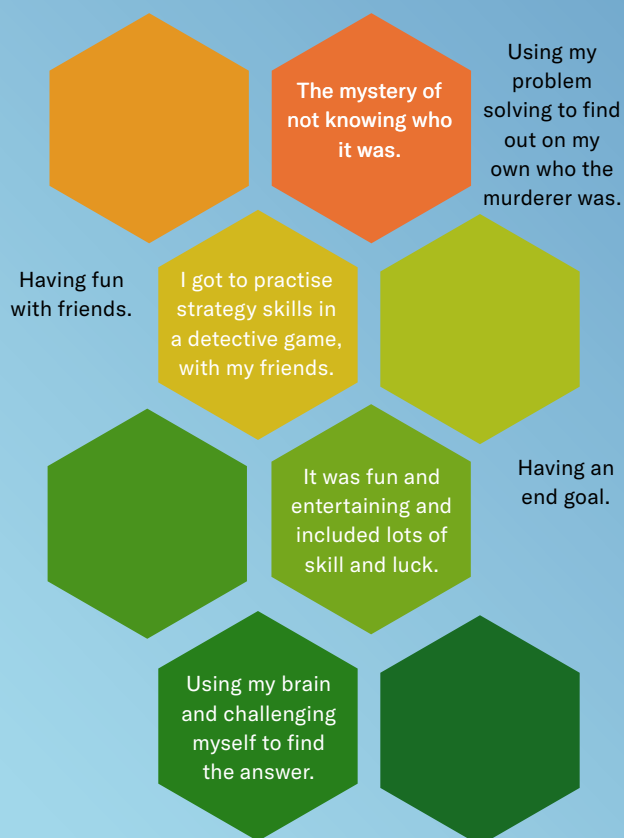 The mystery of
not knowing who
it was.
Using my
problem
solving to find
out on my
own who the
murderer was.
Having fun
with friends.
I got to practise
strategy skills in
a detective game,
with my friends.
It was fun and
entertaining and
included lots of
skill and luck.
Having an
end goal.
Using my brain
and challenging
myself to find
the answer.